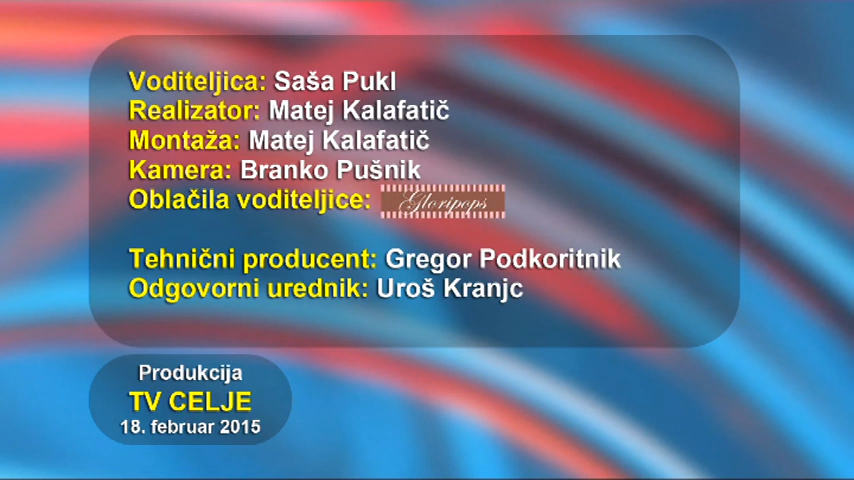 Voditeljica: Saša Pukl
Realizator: Matej Kalafatič
Montaža: Matej Kalafatič
Kamera: Branko Pušnik
Oblačila voditeljice: Gloripops
Tehnični producent: Gregor Podkoritnik
Odgovorni urednik: Uroš Kranjc
Produkcija
TV CELJE
18. februar 2015